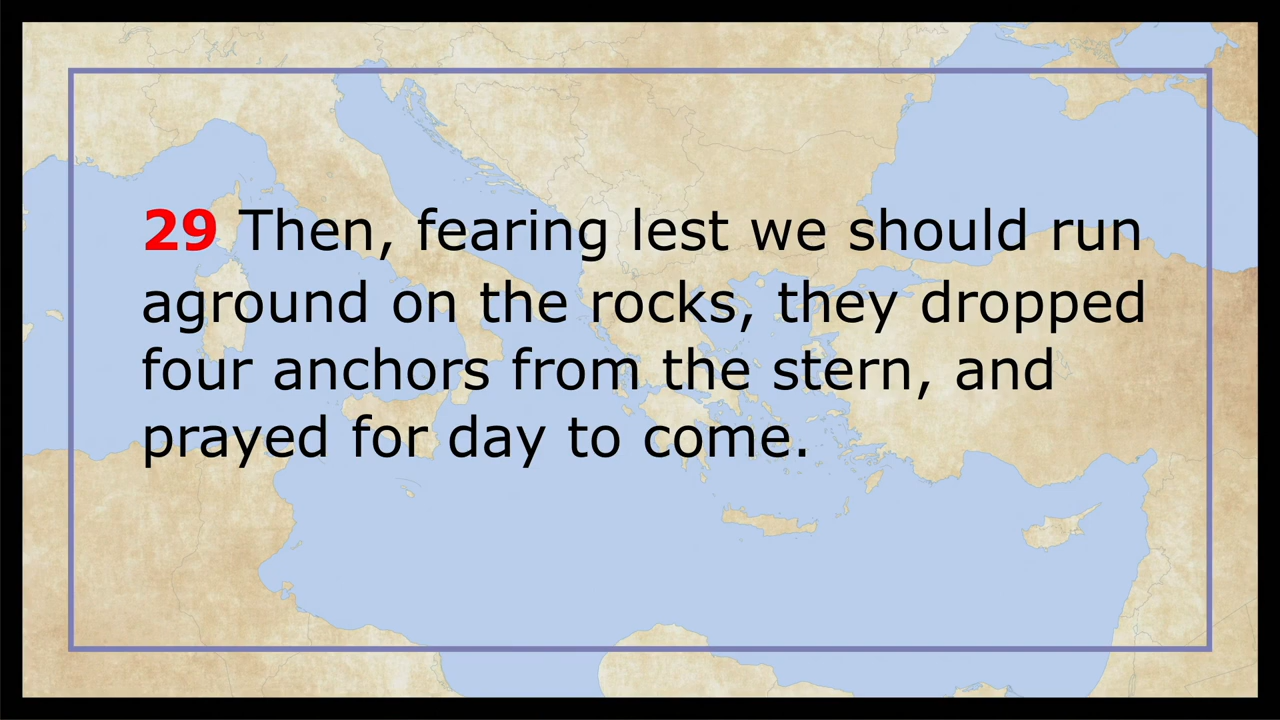 29 Then, fearing lest we should run
aground on the rocks, they dropped
four anchors from the stern, and
prayed for day to come.